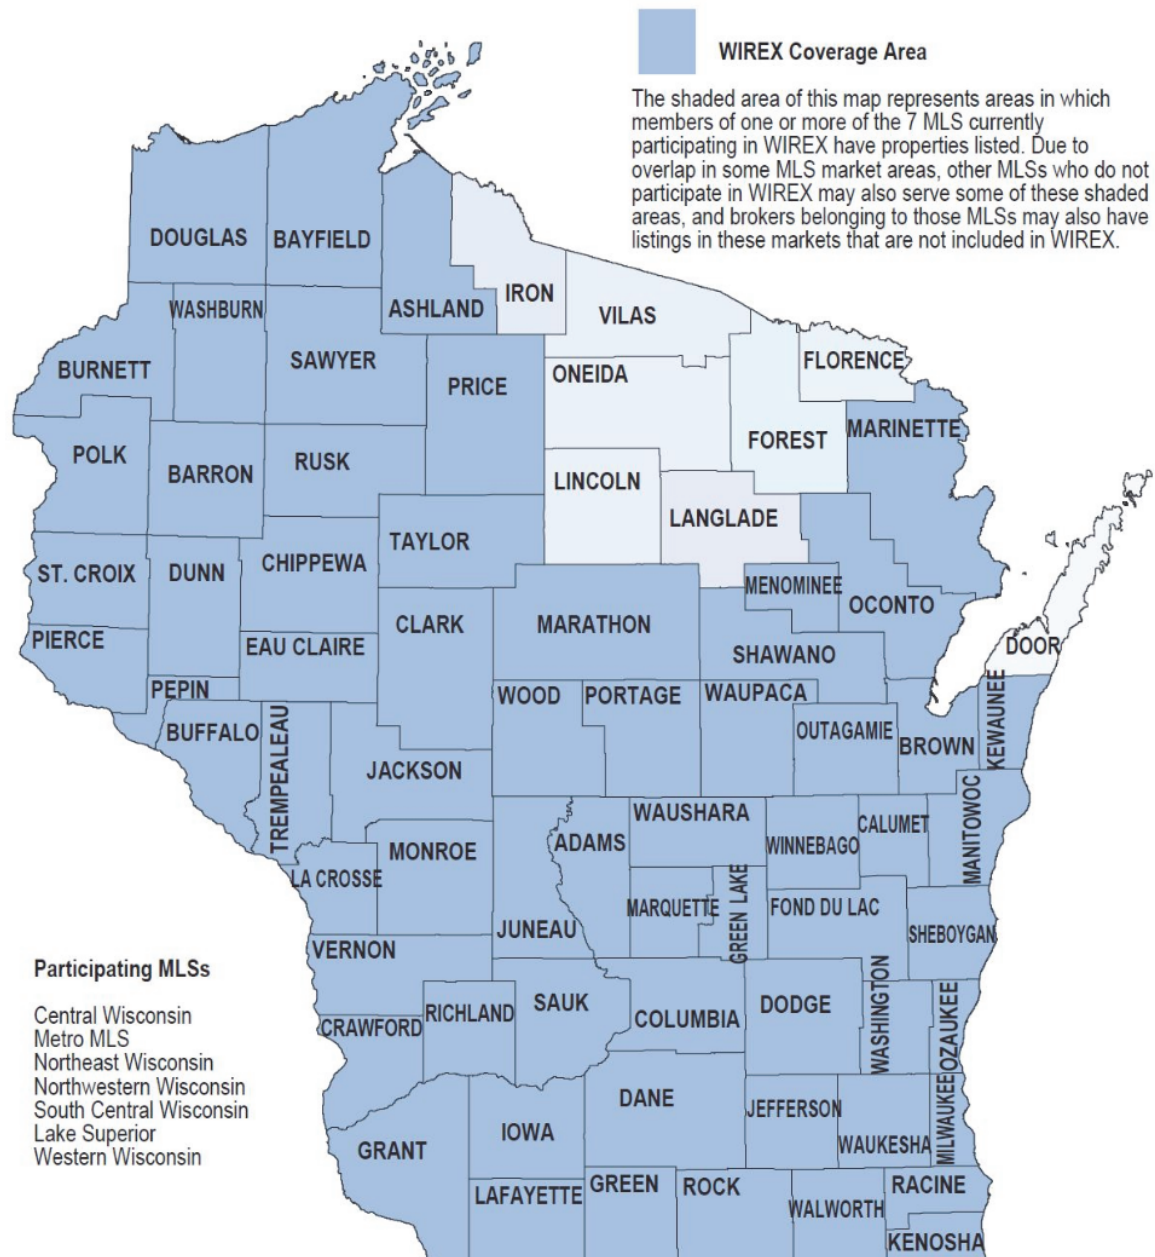 WIREX Coverage Area
The shaded area of this map represents areas in which
members of one or more of the 7 MLS currently
participating in WIREX have properties listed. Due to
overlap in some MLS market areas, other MLSs who do not
participate in WIREX may also serve some of these shaded
areas, and brokers belonging to those MLSs may also have
listings in these markets that are not included in WIREX.
DOUGLAS
BAYFIELD
ASHLAND
IRON
VILAS
WASHBURN
SAWYER
BURNETT
PRICE
ONEIDA
FLORENCE
FOREST
MARINETTE
POLK
BARRON
RUSK
LINCOLN
LANGLADE
TAYLOR
CHIPPEWA
ST. CROIX
DUNN
MENOMINEE
OCONTO
CLARK
MARATHON
PIERCE
EAU CLAIRE
SHAWANO
DOOR
PEPIN
WOOD
PORTAGE
WAUPACA
BUFFALO
TREMPEALEAU
OUTAGAMIE
BROWN
KEWAUNEE
JACKSON
WAUSHARA
CALUMET
MANITOWOC
ADAMS
WINNEBAGO
MONROE
LA CROSSE
MARQUETTE
GREEN LAKE
FOND DU LAC
SHEBOYGAN
JUNEAU
VERNON
Participating MLSs
Central Wisconsin
Metro MLS
Northeast Wisconsin
Northwestern Wisconsin
South Central Wisconsin
Lake Superior
Western Wisconsin
RICHLAND
SAUK
COLUMBIA
DODGE
WASHINGTON
OZAUKEE
CRAWFORD
DANE
JEFFERSON
WAUKESHA
MILWAUKEE
GRANT
IOWA
LAFAYETTE
GREEN
ROCK
WALWORTH
RACINE
KENOSHA